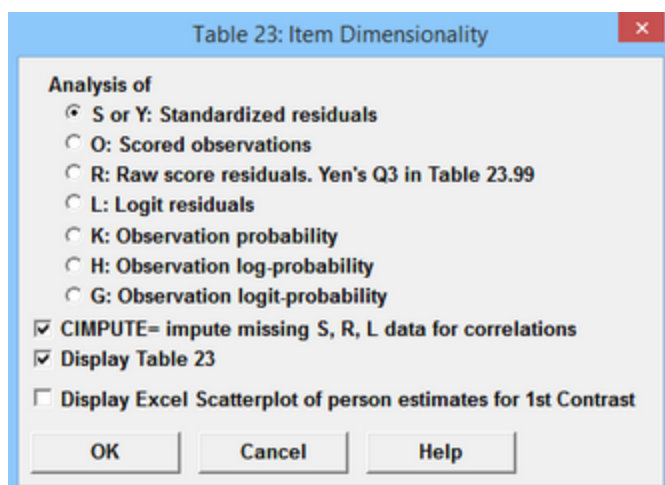 Table 23: Item Dimensionality
Analysis of
S or Y: Standardized residuals
O: Scored observations
R: Raw score residuals. Yen's Q3 in Table 23.99
L: Logit residuals
K: Observation probability
H: Observation log-probability
G: Observation logit-probability
CIMPUTE= impute missing S, R, L data for correlations
Display Table 23
Display Excel Scatterplot of person estimates for 1st Contrast
OK Cancel Help